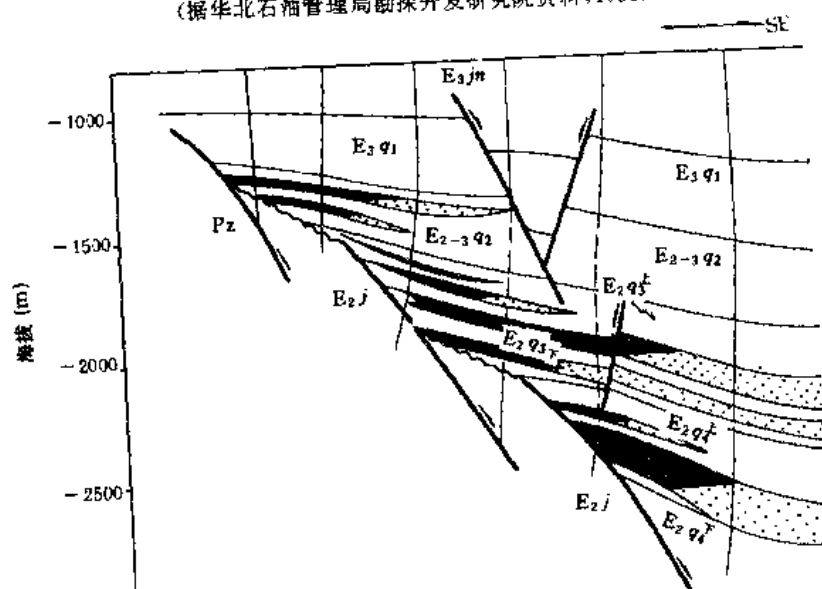 (据华北石油管理局勘探开发研究院资料,
SE
E₃jn
-1000
E₃q₁
E₃q₁
Pz
E₂₋₃q₂
-1500
E₂₋₃q₂
E₂j
E₂q₃上
海拔 (m)
E₂q₃下
-2000
E₂q₄上
-2500
E₂j
E₂q₄下